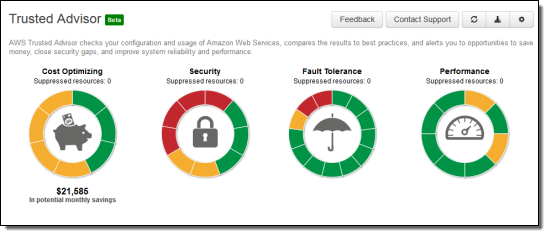 Trusted Advisor Beta
Feedback Contact Support
AWS Trusted Advisor checks your configuration and usage of Amazon Web Services, compares the results to best practices, and alerts you to opportunities to save
money, close security gaps, and improve system reliability and performance.
Cost Optimizing Security Fault Tolerance Performance
Suppressed resources: 0 Suppressed resources: 0 Suppressed resources: 0 Suppressed resources: 0
$21,585
In potential monthly savings